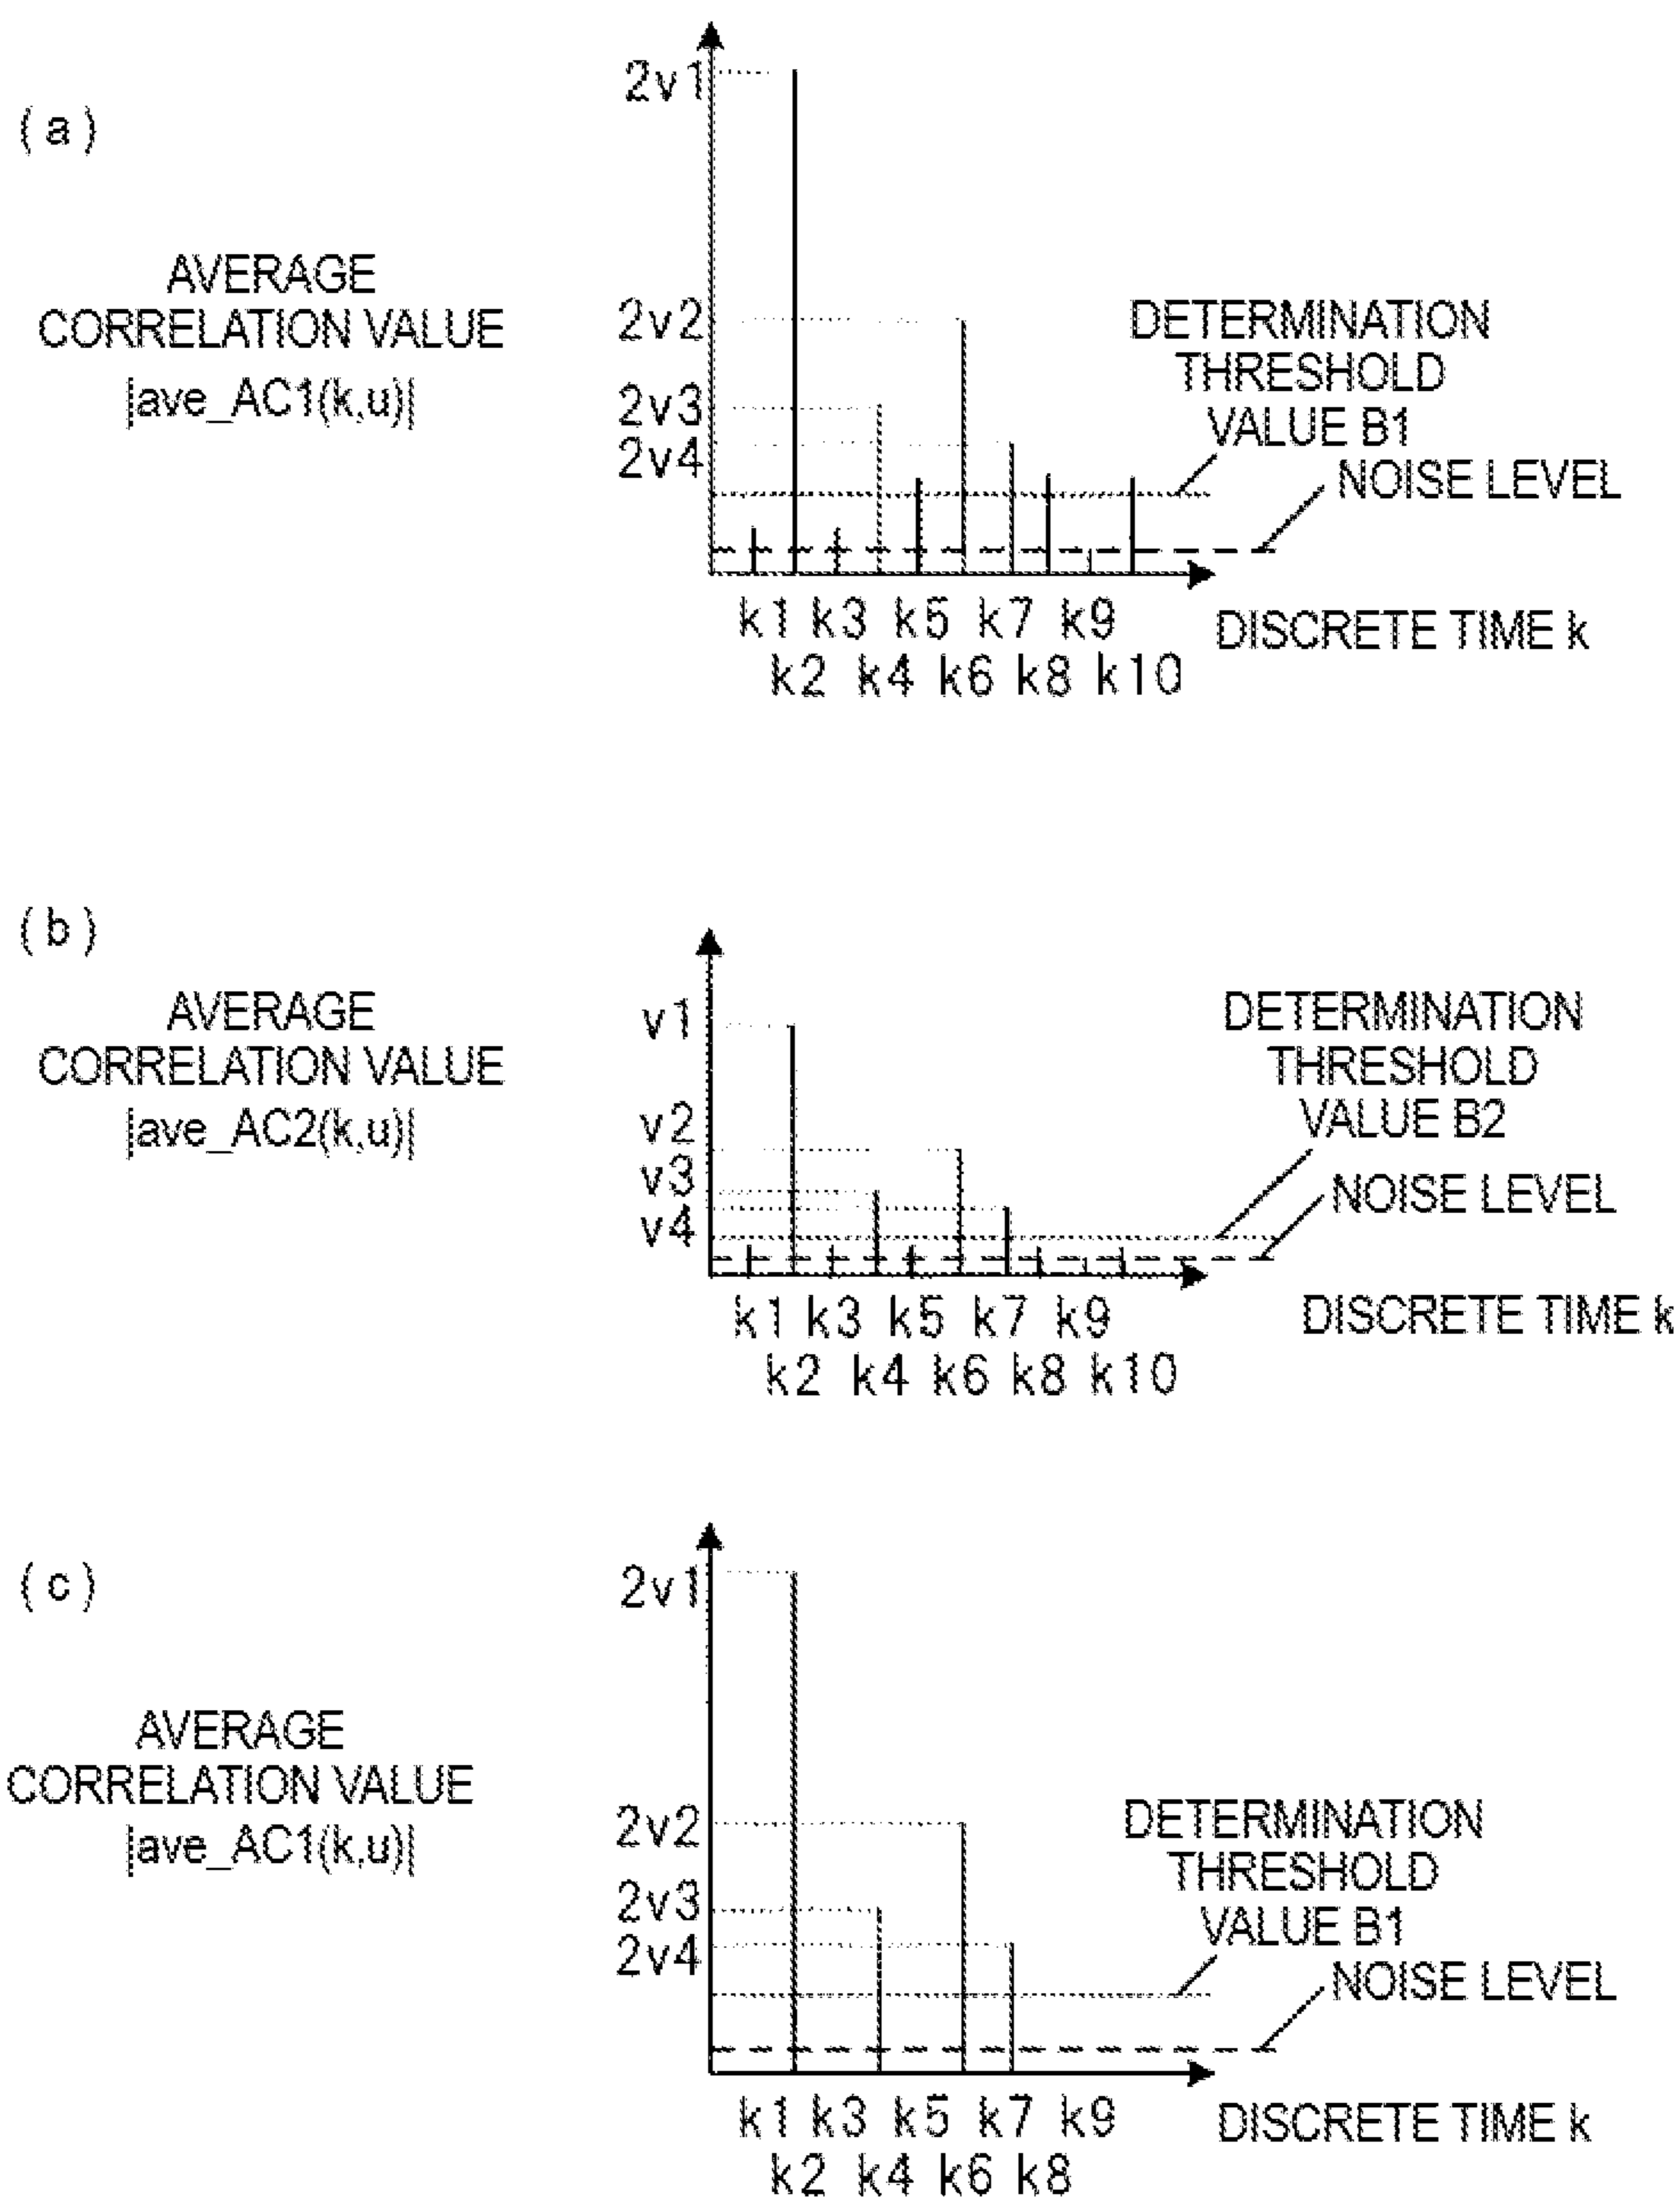 (a)
AVERAGE
CORRELATION VALUE
|ave_AC1(k,u)|
2v1
2v2
2v3
2v4
DETERMINATION
THRESHOLD
VALUE B1
NOISE LEVEL
k1 k3 k5 k7 k9
k2 k4 k6 k8 k10
DISCRETE TIME k
(b)
AVERAGE
CORRELATION VALUE
|ave_AC2(k,u)|
v1
v2
v3
v4
DETERMINATION
THRESHOLD
VALUE B2
NOISE LEVEL
k1 k3 k5 k7 k9
k2 k4 k6 k8 k10
DISCRETE TIME k
(c)
AVERAGE
CORRELATION VALUE
|ave_AC1(k,u)|
2v1
2v2
2v3
2v4
DETERMINATION
THRESHOLD
VALUE B1
NOISE LEVEL
k1 k3 k5 k7 k9
k2 k4 k6 k8
DISCRETE TIME k